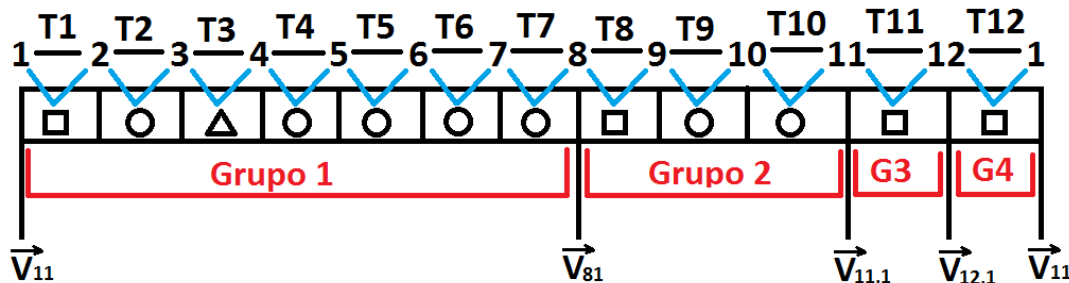 T1 T2 T3 T4 T5 T6 T7 T8 T9 T10 T11 T12
1 2 3 4 5 6 7 8 9 10 11 12 1
Grupo 1 Grupo 2 G3 G4
V11 V81 V11,1 V12,1 V11